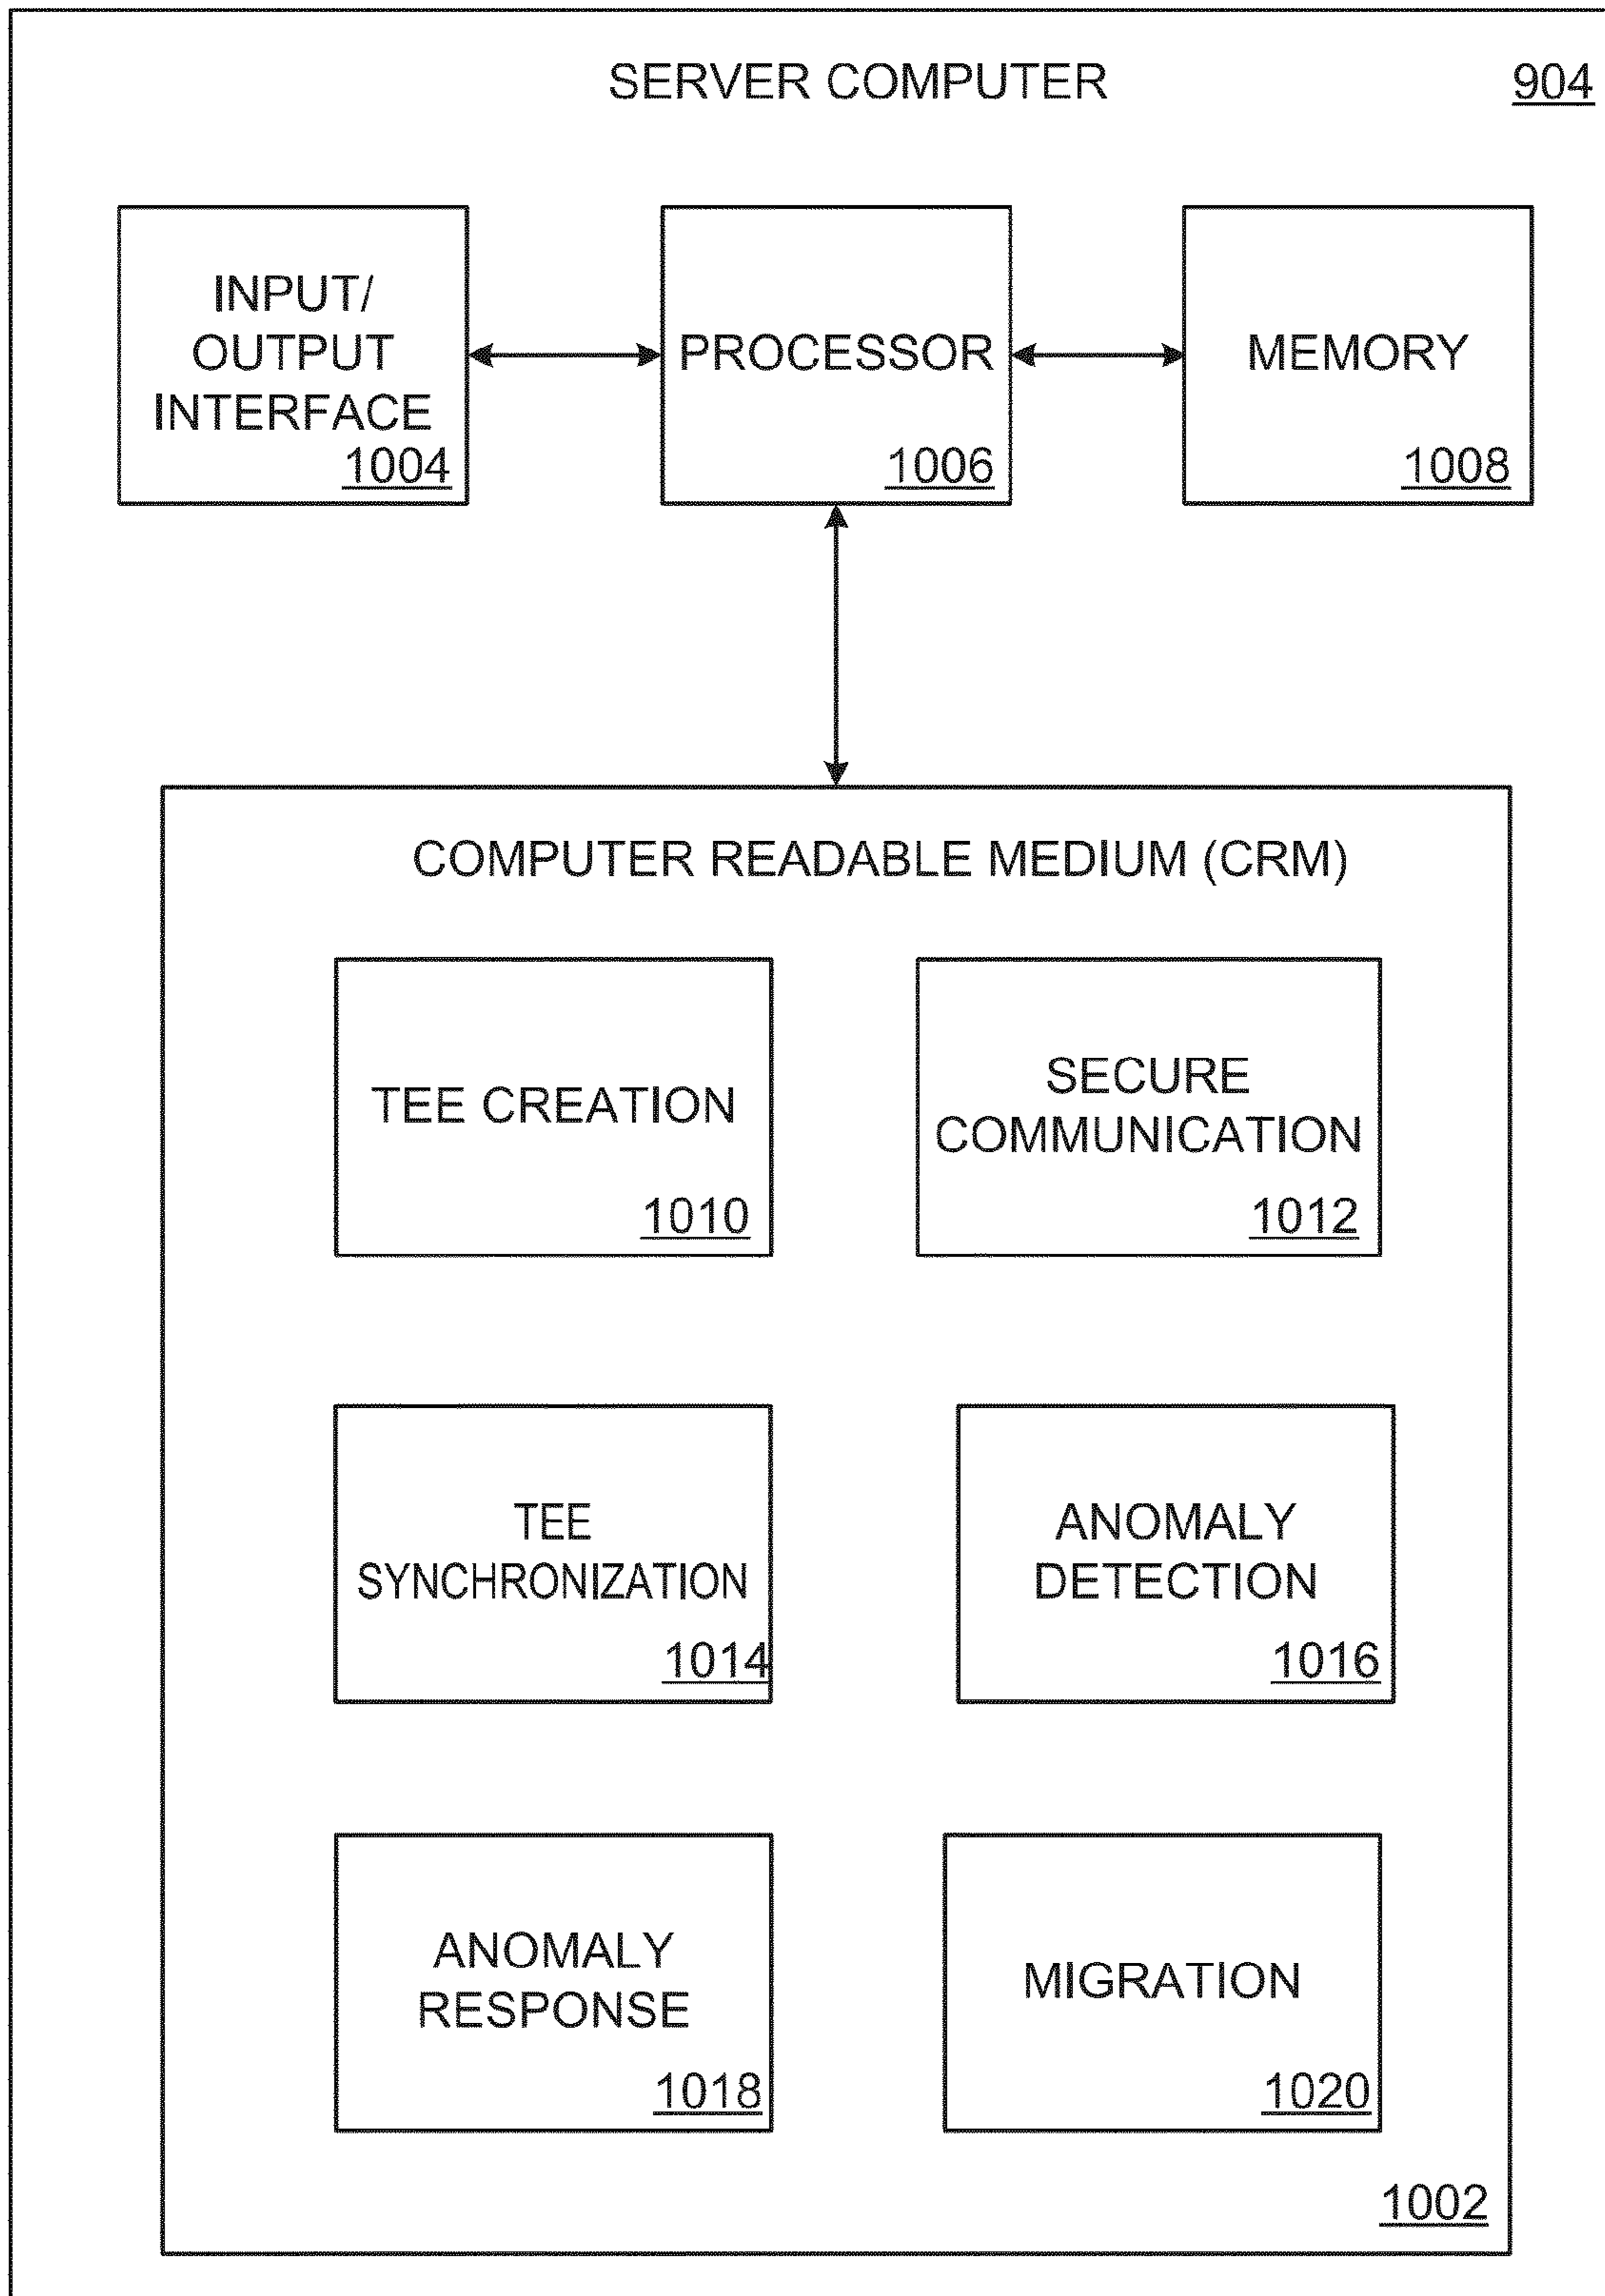 SERVER COMPUTER
904
INPUT/
OUTPUT
INTERFACE
1004
PROCESSOR
1006
MEMORY
1008
COMPUTER READABLE MEDIUM (CRM)
TEE CREATION
1010
SECURE
COMMUNICATION
1012
TEE
SYNCHRONIZATION
1014
ANOMALY
DETECTION
1016
ANOMALY
RESPONSE
1018
MIGRATION
1020
1002